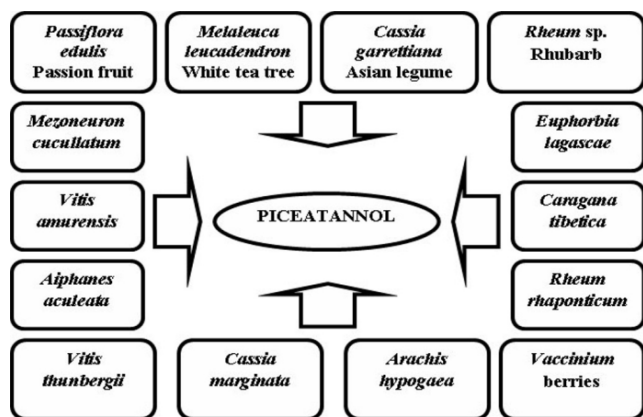 Passiflora
edulis
Passion fruit
Melaleuca
leucadendron
White tea tree
Cassia
garrettiana
Asian legume
Rheum sp.
Rhubarb
Mezoneuron
cucullatum
Euphorbia
lagascae
Vitis
amurensis
PICEATANNOL
Caragana
tibetica
Aiphanes
aculeata
Rheum
rhaponticum
Vitis
thunbergii
Cassia
marginata
Arachis
hypogaea
Vaccinium
berries